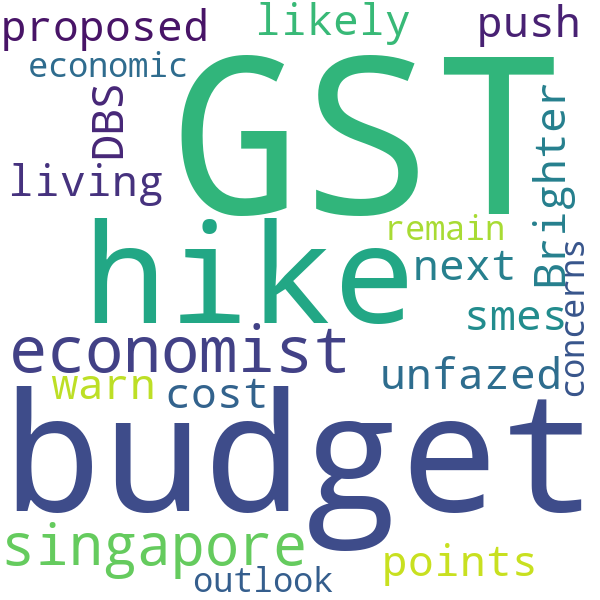 proposed
likely
push
economic
GST
DBS
living
Brighter
hike
remain
next
concerns
smes
economist
warn
cost
unfazed
budget
singapore
points
outlook